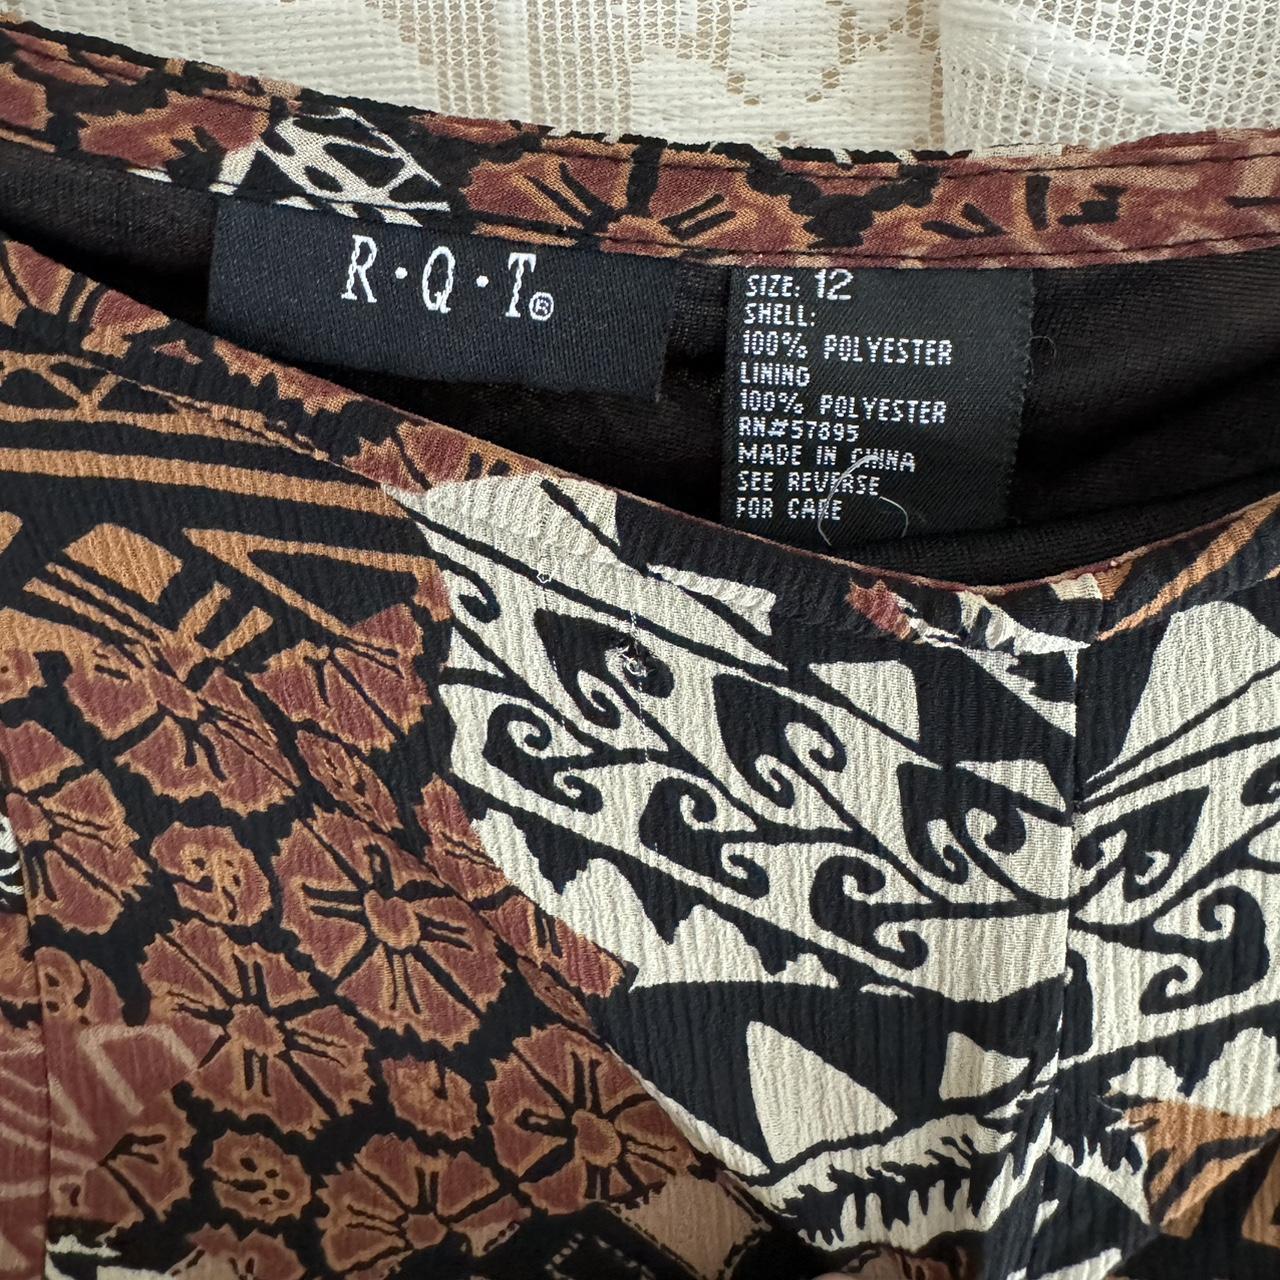 R·Q·T®
SIZE: 12
SHELL:
100% POLYESTER
LINING
100% POLYESTER
RN#57895
MADE IN CHINA
SEE REVERSE
FOR CARE